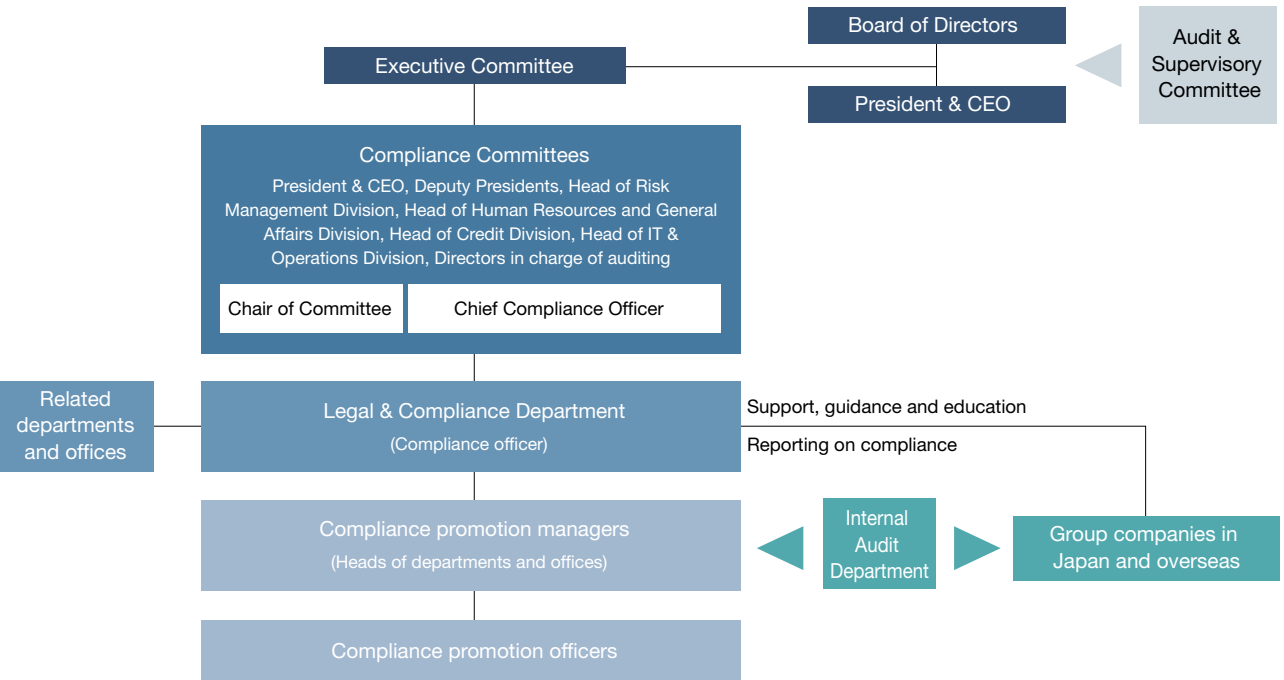 Board of Directors
Executive Committee
President & CEO
Audit &
Supervisory
Committee
Compliance Committees
President & CEO, Deputy Presidents, Head of Risk
Management Division, Head of Human Resources and General
Affairs Division, Head of Credit Division, Head of IT &
Operations Division, Directors in charge of auditing
Chair of Committee
Chief Compliance Officer
Related
departments
and offices
Legal & Compliance Department
(Compliance officer)
Support, guidance and education
Reporting on compliance
Compliance promotion managers
(Heads of departments and offices)
Internal
Audit
Department
Group companies in
Japan and overseas
Compliance promotion officers